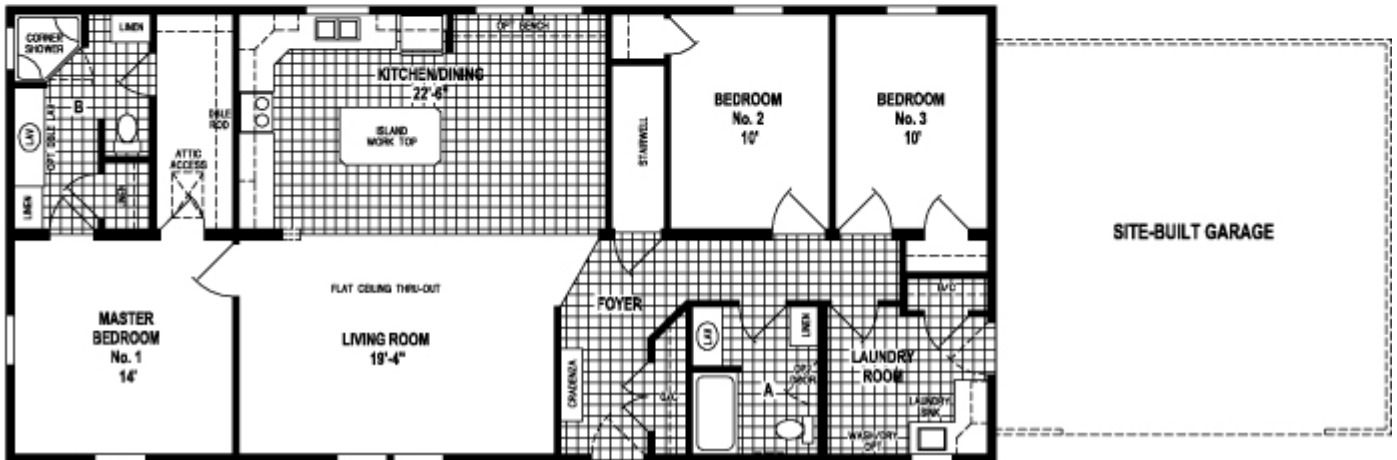 CORNER
SHOWER
LINEN
B
LAV
OPT DBLE LAV
LINEN
LINEN
DBLE
ROD
ATTIC
ACCESS
KITCHEN/DINING
22'-6"
OPT BENCH
ISLAND
WORK TOP
STAIRWELL
BEDROOM
No. 2
10'
BEDROOM
No. 3
10'
SITE-BUILT GARAGE
MASTER
BEDROOM
No. 1
14'
FLAT CEILING THRU-OUT
LIVING ROOM
19'-4"
FOYER
CRADENZA
G/C
LAV
LINEN
A
LAUNDRY
ROOM
LAUNDRY
SINK
WASH/DRY
OPT